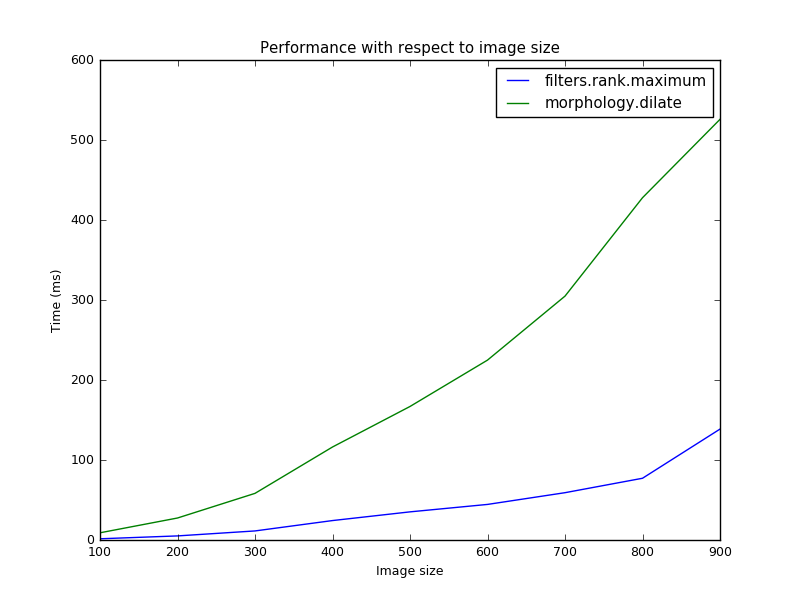 Performance with respect to image size
filters.rank.maximum
morphology.dilate
600
500
400
300
200
100
0
Time (ms)
100 200 300 400 500 600 700 800 900
Image size